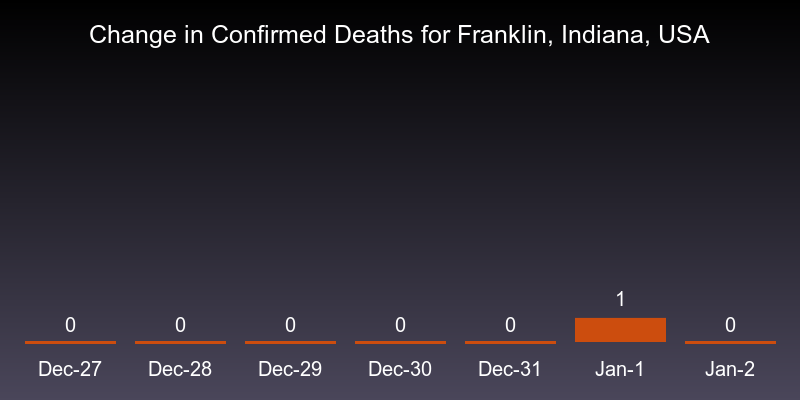 Change in Confirmed Deaths for Franklin, Indiana, USA
0 0 0 0 0 1 0
Dec-27 Dec-28 Dec-29 Dec-30 Dec-31 Jan-1 Jan-2